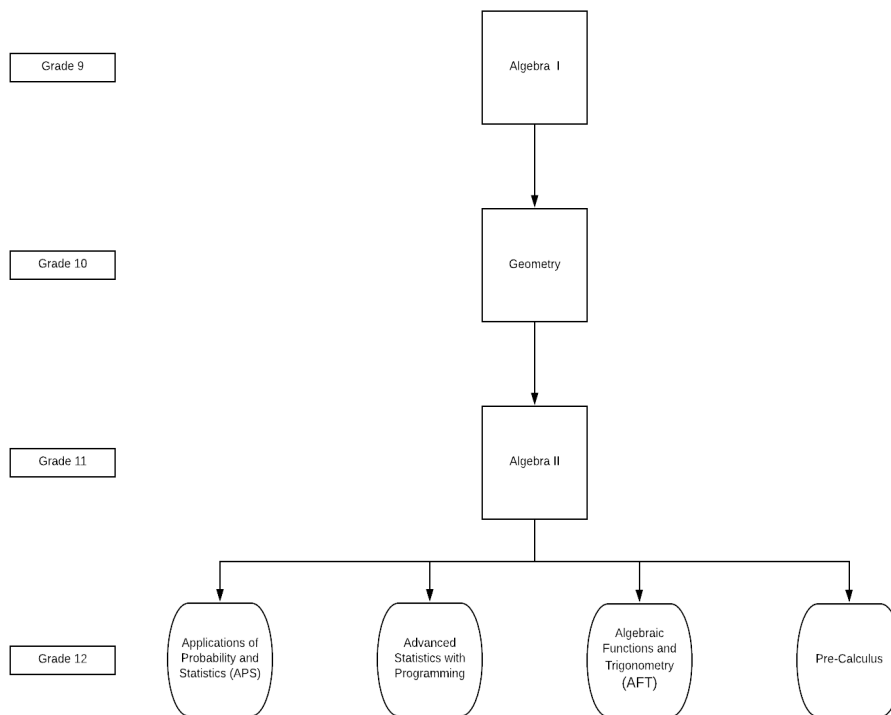 Grade 9
Algebra I
Grade 10
Geometry
Grade 11
Algebra II
Grade 12
Applications of
Probability and
Statistics (APS)
Advanced
Statistics with
Programming
Algebraic
Functions and
Trigonometry
(AFT)
Pre-Calculus